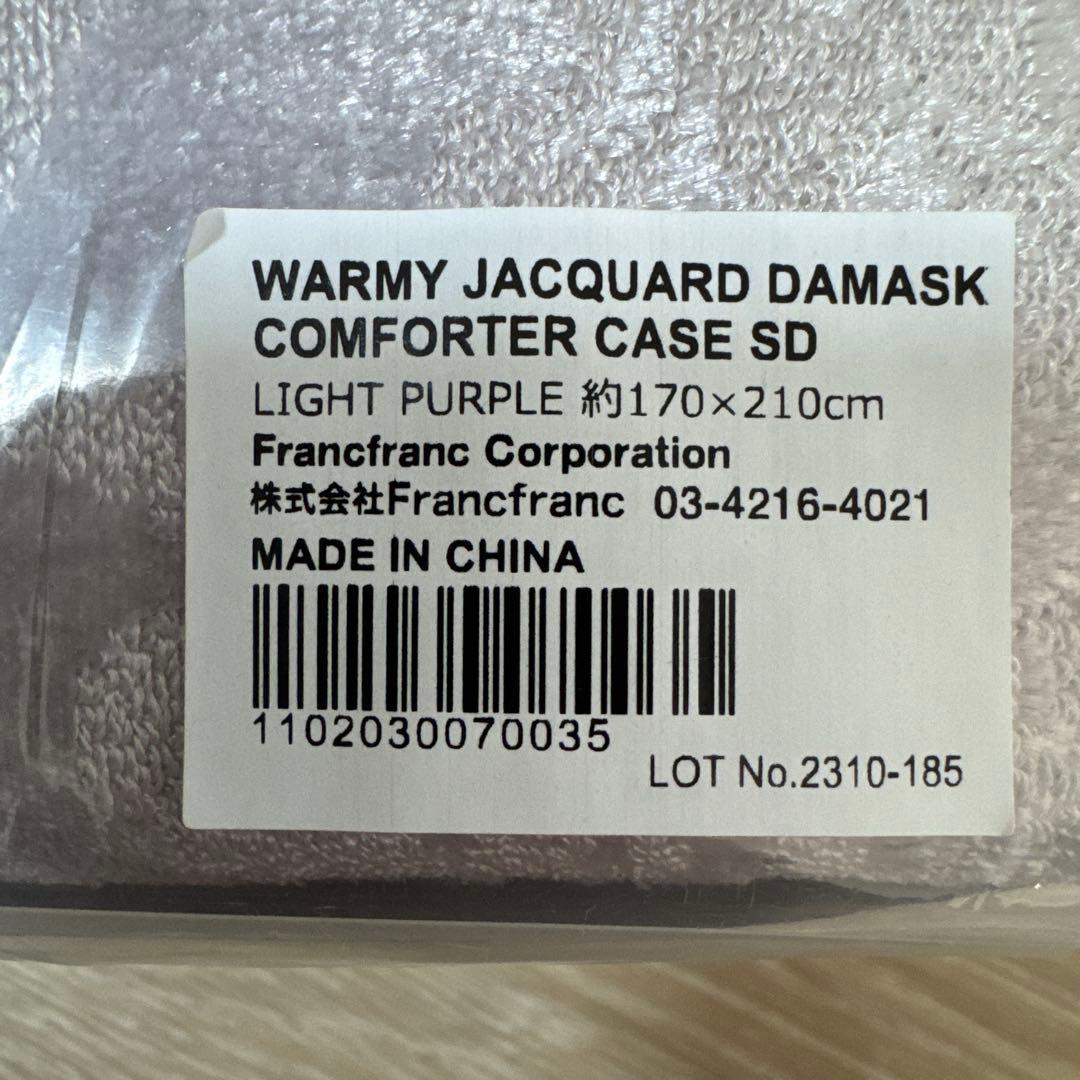 WARMY JACQUARD DAMASK
COMFORTER CASE SD
LIGHT PURPLE 約170×210cm
Francfranc Corporation
株式会社Francfranc 03-4216-4021
MADE IN CHINA
1102030070035
LOT No.2310-185